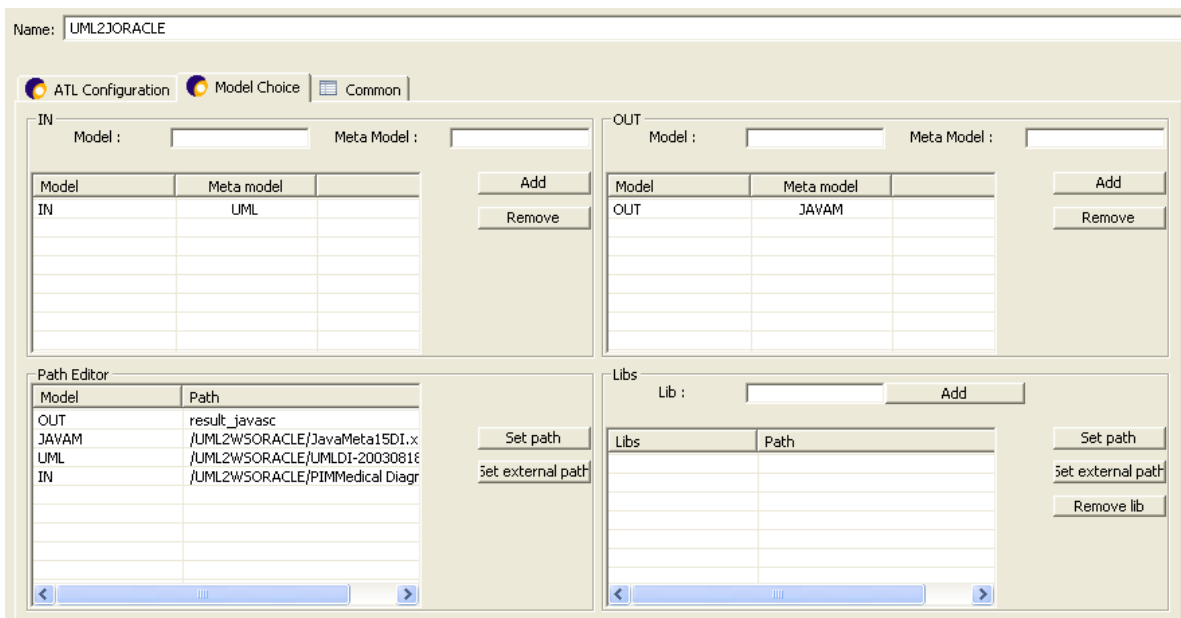 Name: UML2JORACLE
ATL Configuration Model Choice Common
IN
Model : Meta Model :
Add
Model Meta model
IN UML
Remove
OUT
Model : Meta Model :
Add
Model Meta model
OUT JAVAM
Remove
Path Editor
Model Path
OUT result_javasc
JAVAM /UML2WSORACLE/JavaMeta15DI.x
UML /UML2WSORACLE/UMLDI-20030818
IN /UML2WSORACLE/PIMMedical Diagr
Set path
Set external path
Libs
Lib : Add
Libs Path
Set path
Set external path
Remove lib